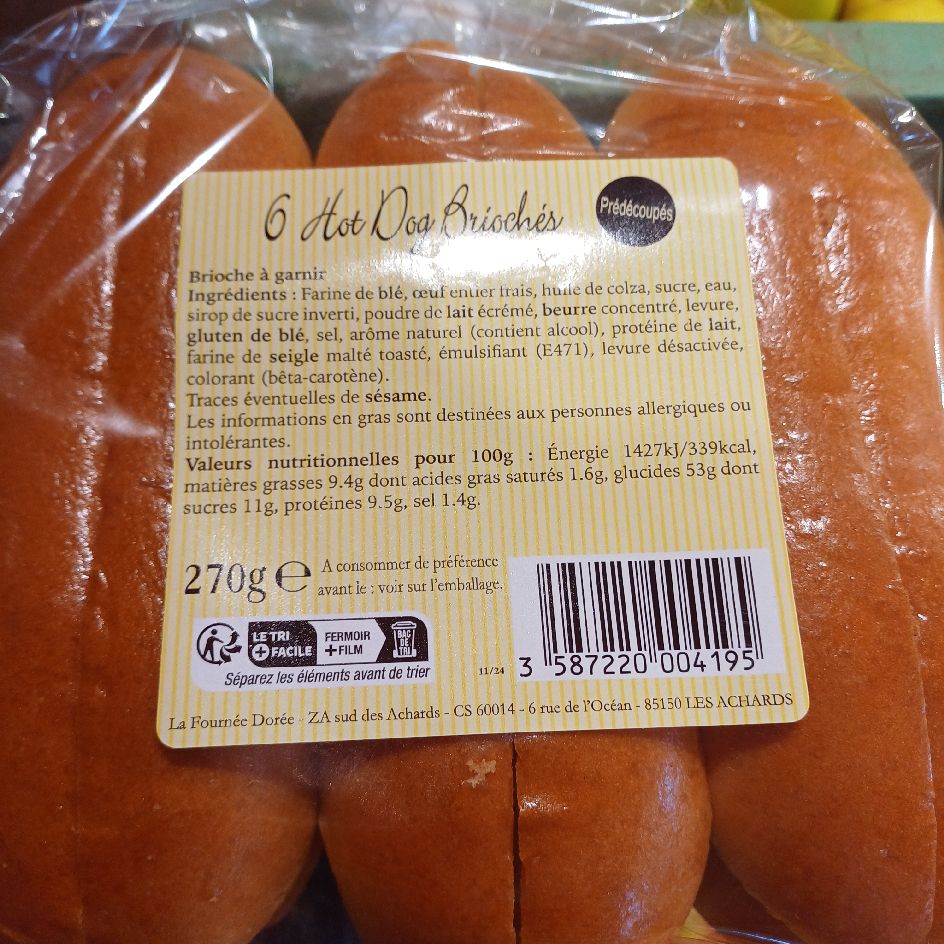 6 Hot Dog Briochés
Prédécoupés
Brioche à garnir
Ingrédients : Farine de blé, œuf entier frais, huile de colza, sucre, eau,
sirop de sucre inverti, poudre de lait écrémé, beurre concentré, levure,
gluten de blé, sel, arôme naturel (contient alcool), protéine de lait,
farine de seigle malté toasté, émulsifiant (E471), levure désactivée,
colorant (bêta-carotène).
Traces éventuelles de sésame.
Les informations en gras sont destinées aux personnes allergiques ou
intolérantes.
Valeurs nutritionnelles pour 100g : Énergie 1427kJ/339kcal,
matières grasses 9.4g dont acides gras saturés 1.6g, glucides 53g dont
sucres 11g, protéines 9.5g, sel 1.4g.
270g ℮
A consommer de préférence
avant le : voir sur l'emballage.
LE TRI
+ FACILE
FERMOIR
+ FILM
BAC
DE
TRI
Séparez les éléments avant de trier
11/24
3 587220 004195
La Fournée Dorée - ZA sud des Achards - CS 60014 - 6 rue de l'Océan - 85150 LES ACHARDS